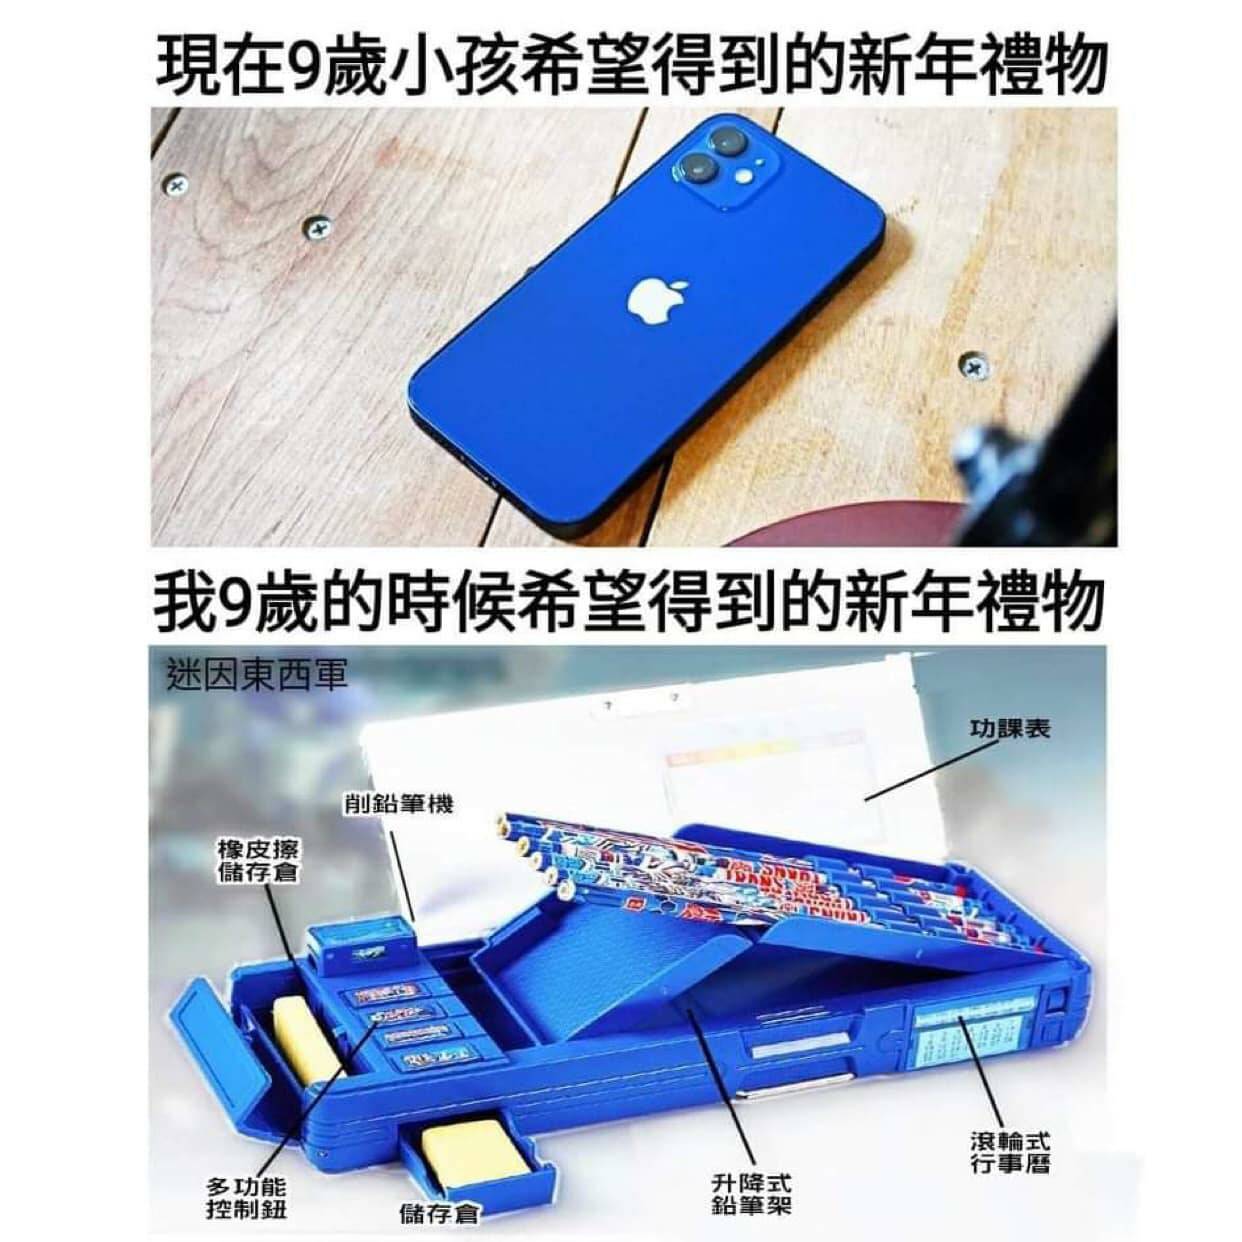 現在9歲小孩希望得到的新年禮物
我9歲的時候希望得到的新年禮物
迷因東西軍
功課表
削鉛筆機
橡皮擦
儲存倉
多功能
控制鈕
儲存倉
升降式
鉛筆架
滾輪式
行事曆